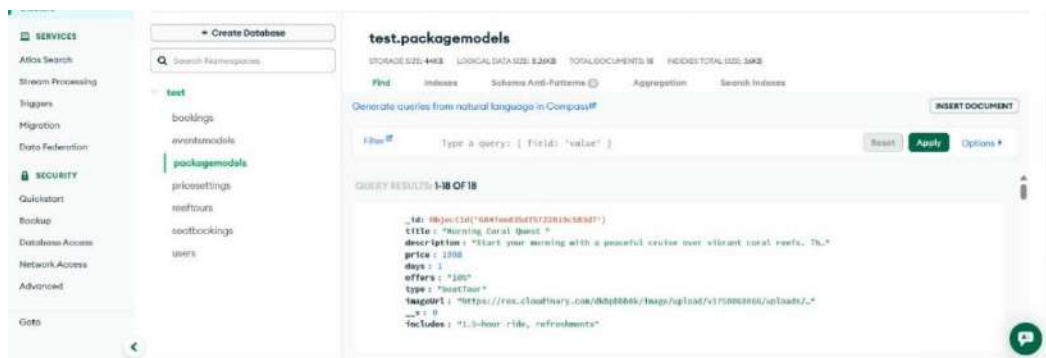 SERVICES
Atlas Search
Stream Processing
Triggers
Migration
Data Federation
SECURITY
Quickstart
Backup
Database Access
Network Access
Advanced
Goto
+ Create Database
Search Namespaces
test
bookings
eventsmodels
packagemodels
pricesettings
reeftours
seatbookings
users
test.packagemodels
STORAGE SIZE: 44KB LOGICAL DATA SIZE: 8.26KB TOTAL DOCUMENTS: 18 INDEXES TOTAL SIZE: 36KB
Find Indexes Schema Anti-Patterns Aggregation Search Indexes
Generate queries from natural language in Compass
INSERT DOCUMENT
Filter Type a query: { field: 'value' } Reset Apply Options
QUERY RESULTS: 1-18 OF 18
_id:
title : "Morning Coral Quest "
description : "Start your morning with a peaceful cruise over vibrant coral reefs. Th…"
price :
days : 1
offers : "10%"
type : "boatTour"
imageUrl :
__v : 0
includes : "1.5-hour ride, refreshments"